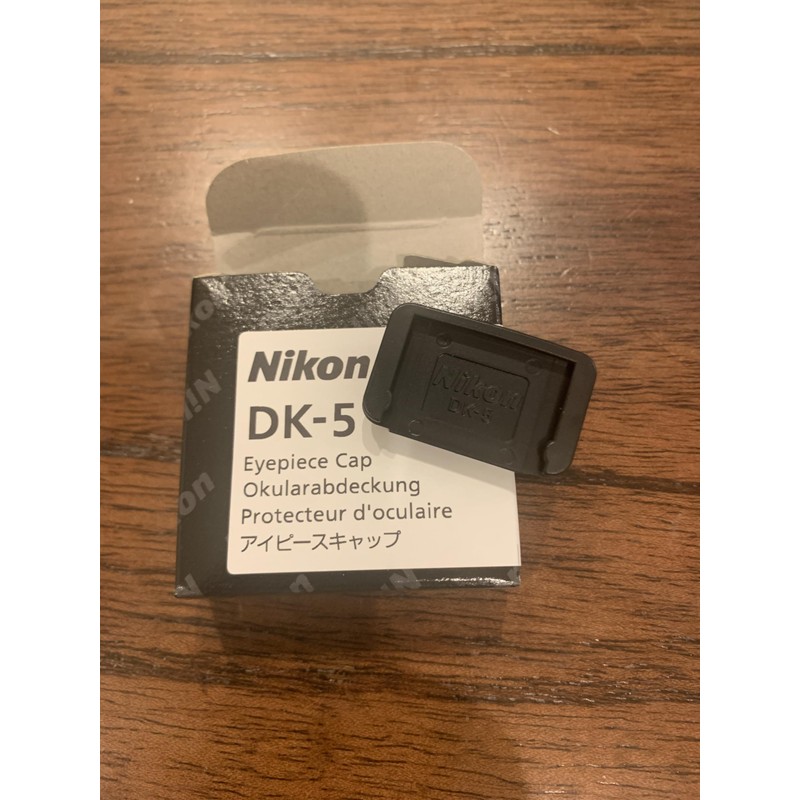 Nikon
DK-5
Eyepiece Cap
Okularabdeckung
Protecteur d'oculaire
アイピースキャップ
Nikon
DK-5